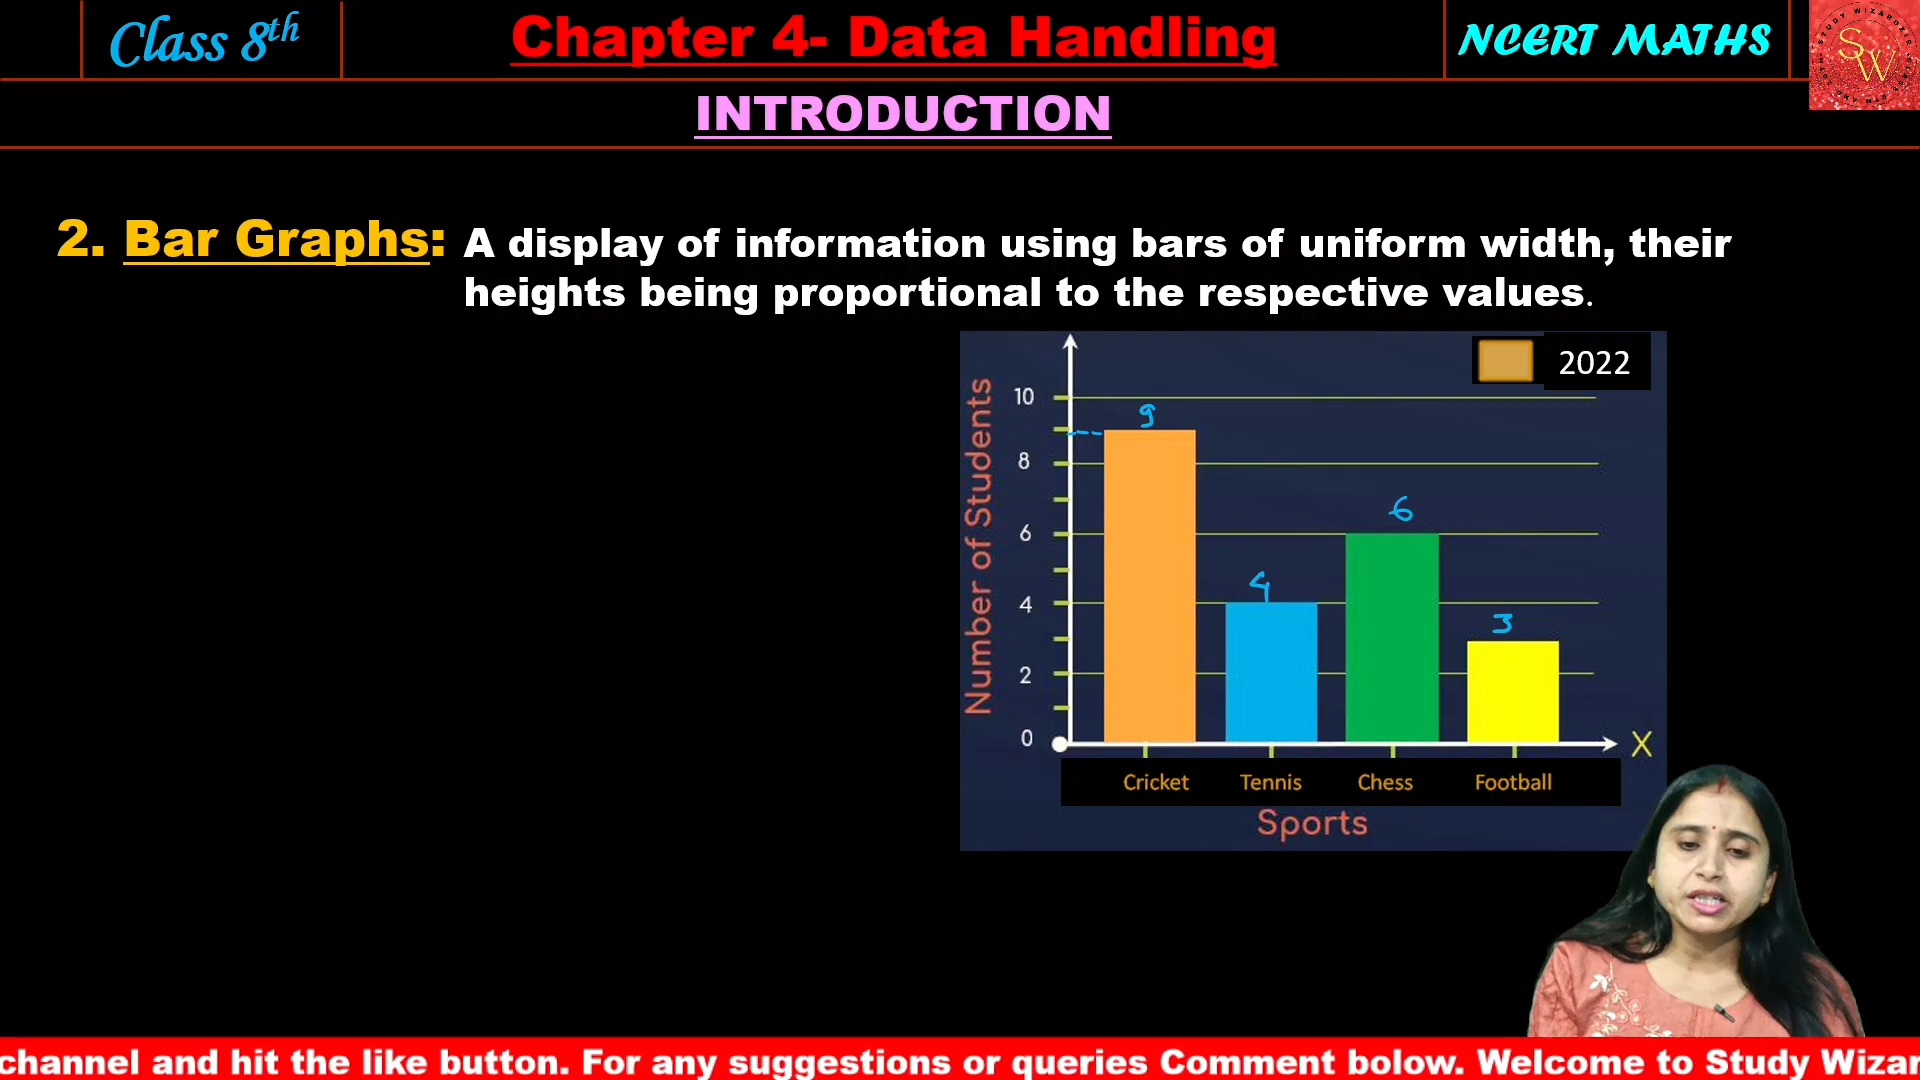 Class 8th
Chapter 4- Data Handling
NCERT MATHS
SW
INTRODUCTION
2. Bar Graphs: A display of information using bars of uniform width, their
heights being proportional to the respective values.
2022
Number of Students
10
8
6
4
2
0
9
4
6
3
X
Cricket Tennis Chess Football
Sports
channel and hit the like button. For any suggestions or queries Comment bolow. Welcome to Study Wizar